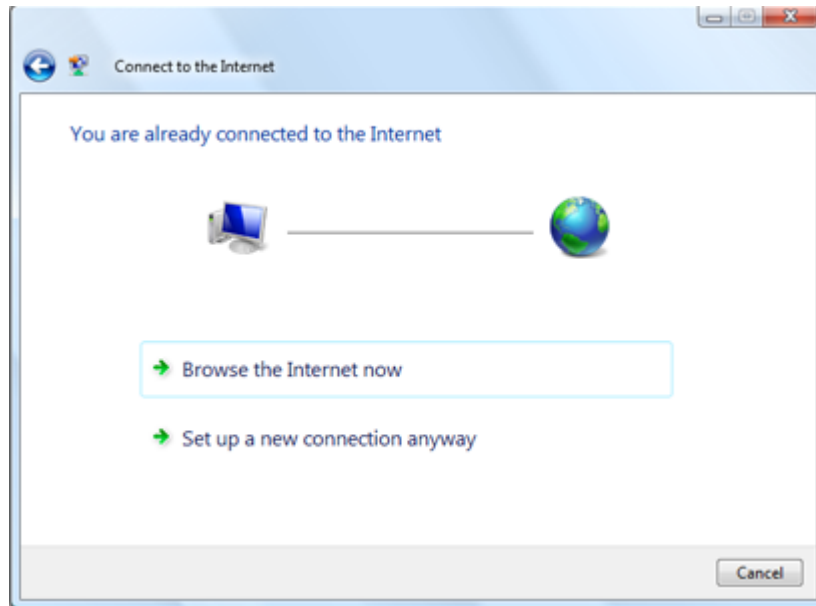 Connect to the Internet
You are already connected to the Internet
Browse the Internet now
Set up a new connection anyway
Cancel